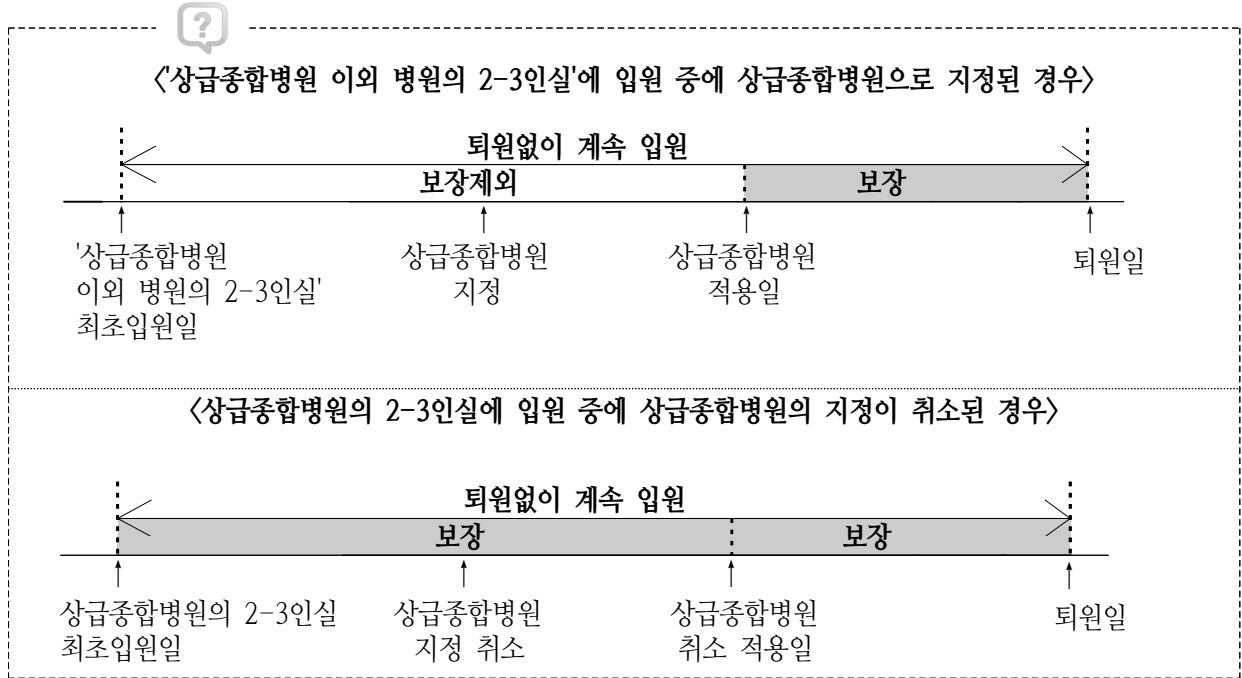 ?
<'상급종합병원 이외 병원의 2-3인실'에 입원 중에 상급종합병원으로 지정된 경우>
퇴원없이 계속 입원
보장제외 보장
'상급종합병원
이외 병원의 2-3인실'
최초입원일
상급종합병원
지정
상급종합병원
적용일
퇴원일
<상급종합병원의 2-3인실에 입원 중에 상급종합병원의 지정이 취소된 경우>
퇴원없이 계속 입원
보장 보장
상급종합병원의 2-3인실
최초입원일
상급종합병원
지정 취소
상급종합병원
취소 적용일
퇴원일